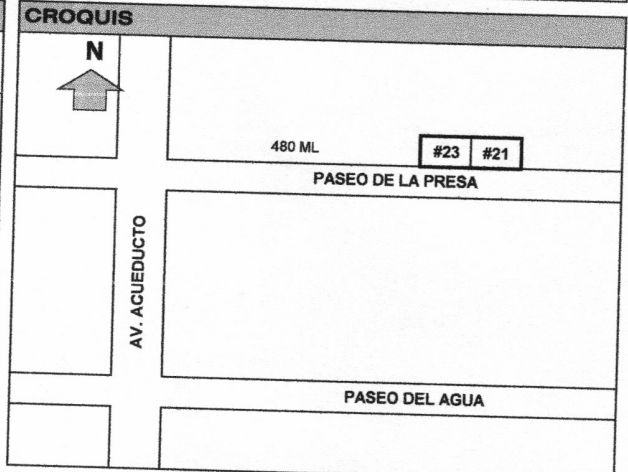 CROQUIS
N
480 ML
#23 #21
PASEO DE LA PRESA
AV. ACUEDUCTO
PASEO DEL AGUA